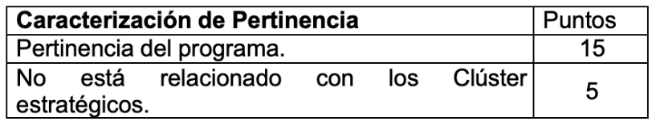 Caracterización de Pertinencia Puntos
Pertinencia del programa. 15
No está relacionado con los Clúster
estratégicos. 5